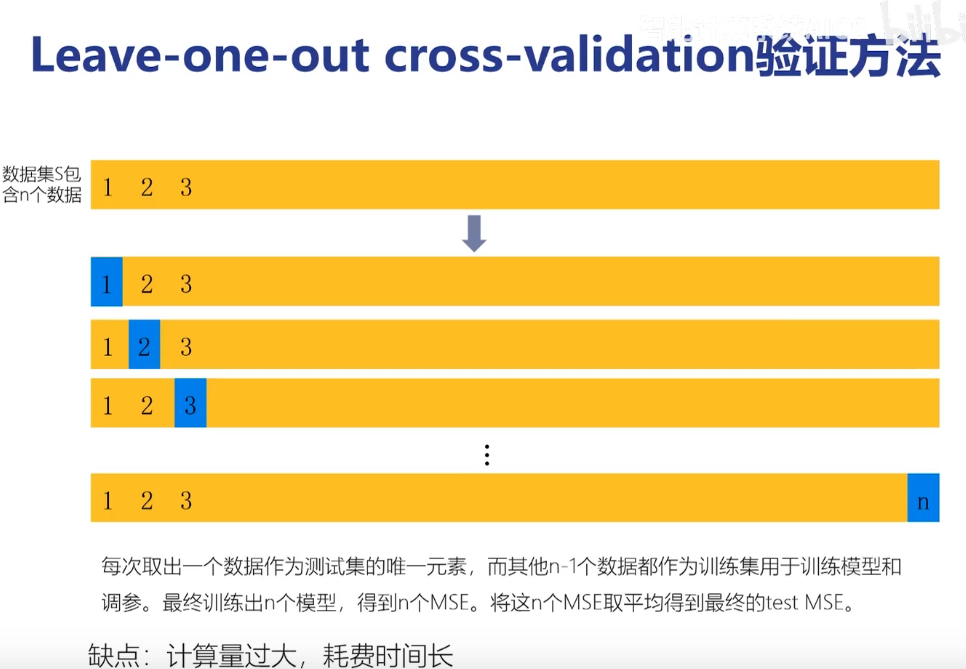 bilibili
Leave-one-out cross-validation验证方法
数据集S包
含n个数据
1 2 3
1 2 3
1 2 3
1 2 3
1 2 3 n
每次取出一个数据作为测试集的唯一元素，而其他n-1个数据都作为训练集用于训练模型和
调参。最终训练出n个模型，得到n个MSE。将这n个MSE取平均得到最终的test MSE。
缺点：计算量过大，耗费时间长